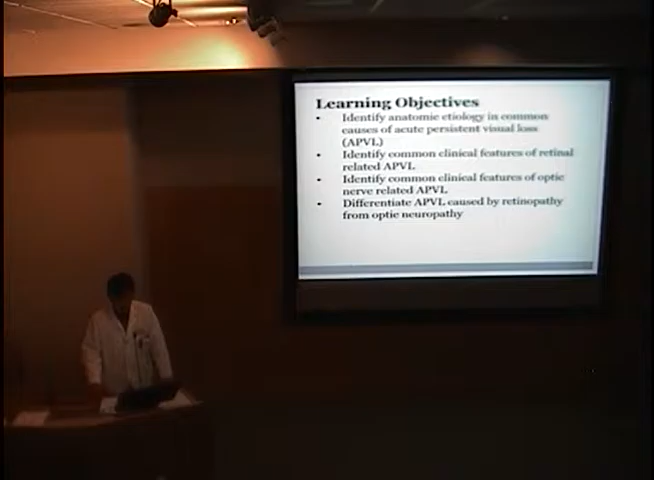 Learning Objectives
• Identify anatomic etiology in common
causes of acute persistent visual loss
(APVL)
• Identify common clinical features of retinal
related APVL
• Identify common clinical features of optic
nerve related APVL
• Differentiate APVL caused by retinopathy
from optic neuropathy